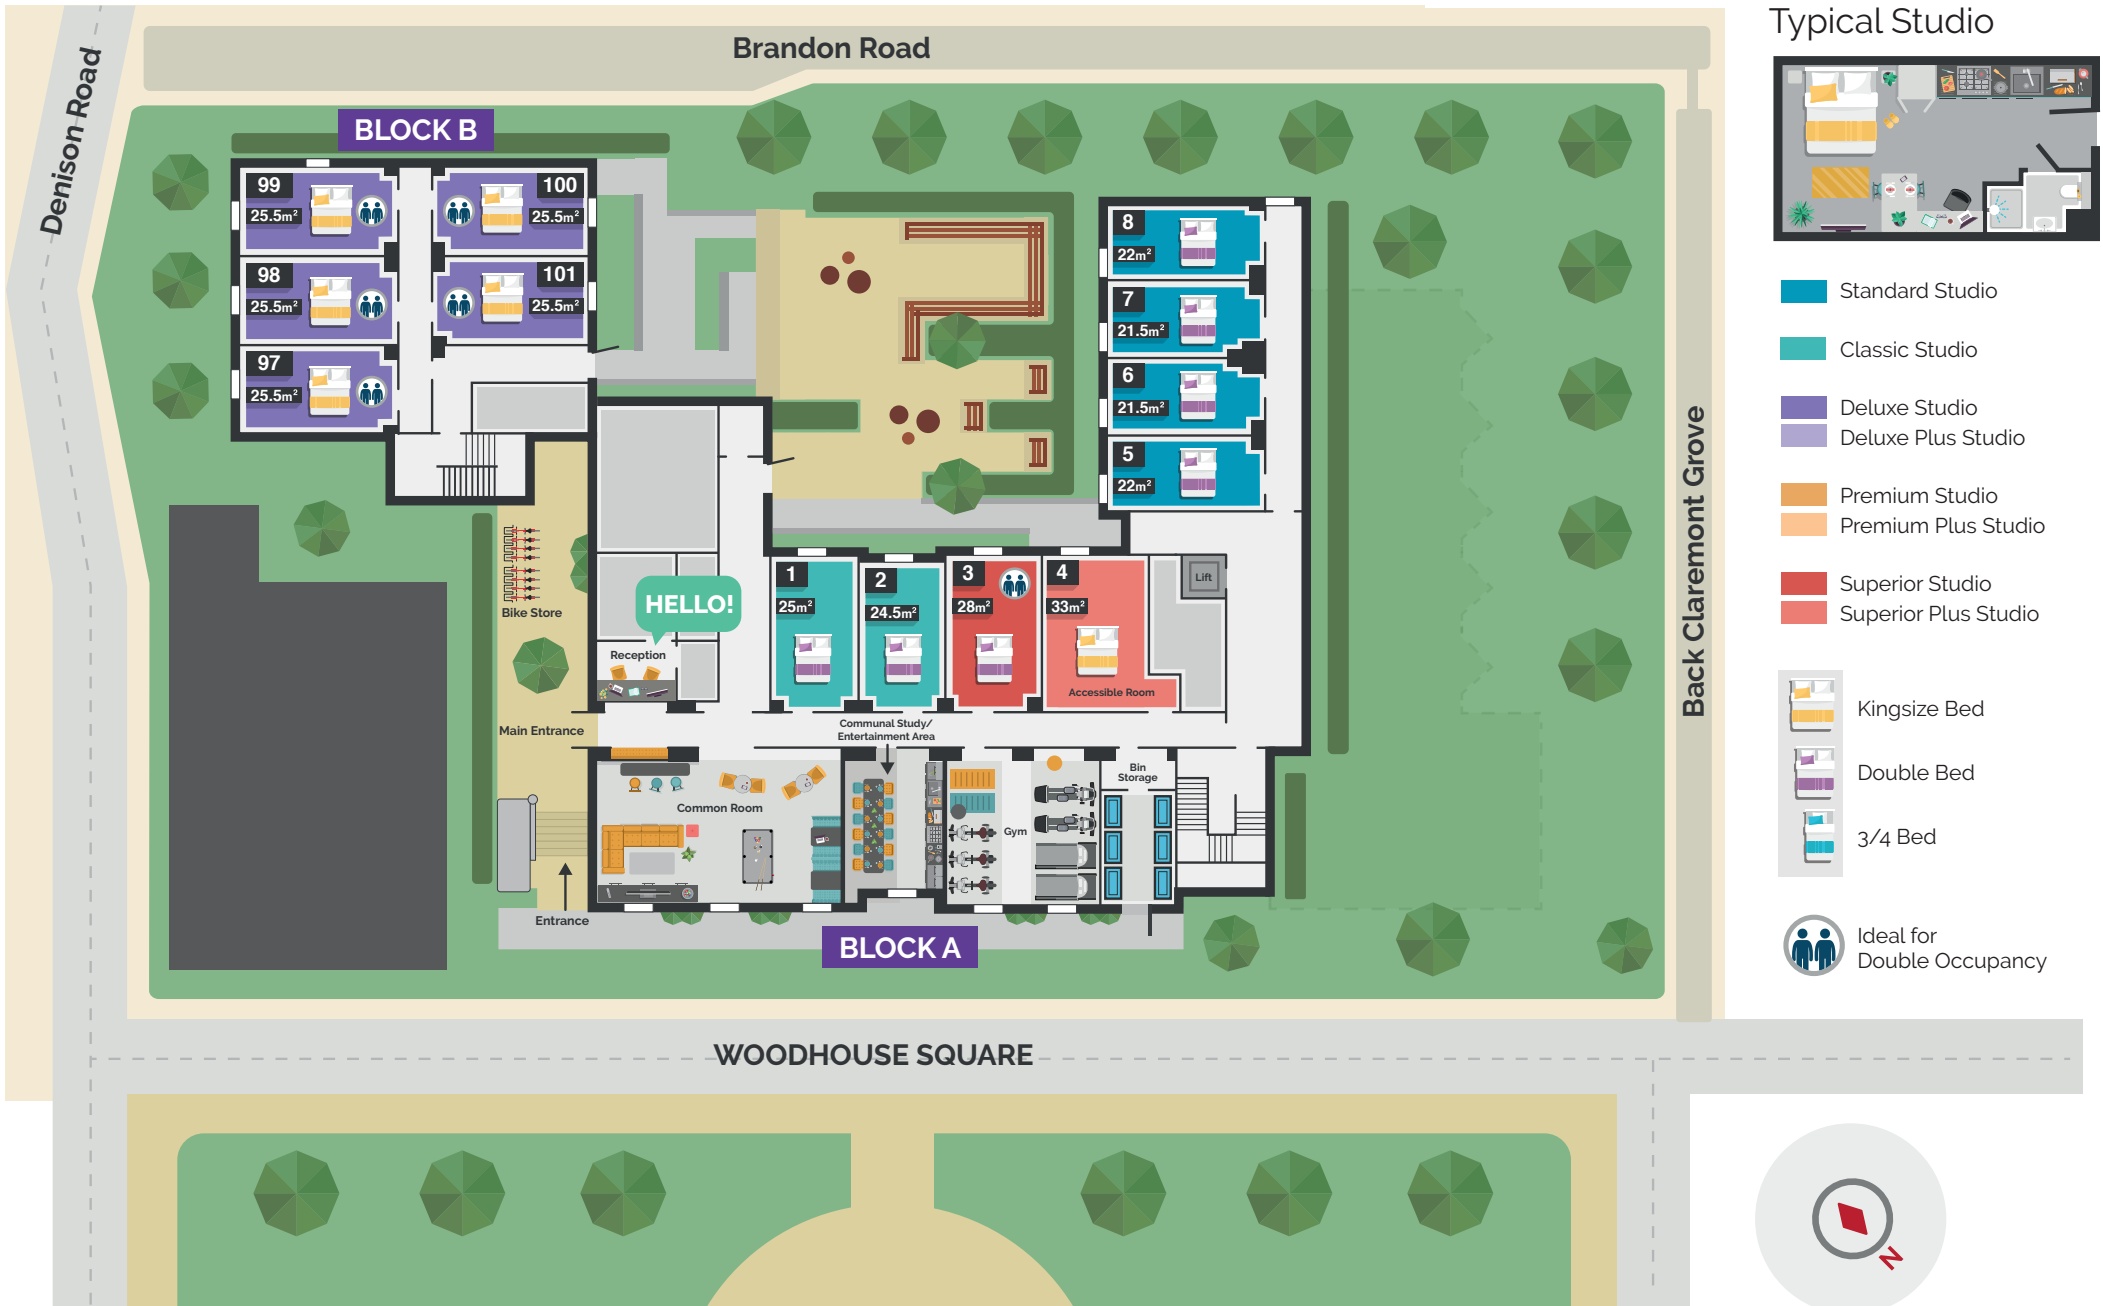 Typical Studio
Brandon Road
Denison Road
BLOCK B
99
25.5m²
100
25.5m²
98
25.5m²
101
25.5m²
97
25.5m²
8
22m²
7
21.5m²
6
21.5m²
5
22m²
Back Claremont Grove
Standard Studio
Classic Studio
Deluxe Studio
Deluxe Plus Studio
Premium Studio
Premium Plus Studio
Superior Studio
Superior Plus Studio
Kingsize Bed
Double Bed
3/4 Bed
Ideal for
Double Occupancy
Bike Store
HELLO!
Reception
Main Entrance
1
25m²
2
24.5m²
3
28m²
4
33m²
Accessible Room
Lift
Communal Study/
Entertainment Area
Common Room
Gym
Bin
Storage
Entrance
BLOCK A
WOODHOUSE SQUARE
N